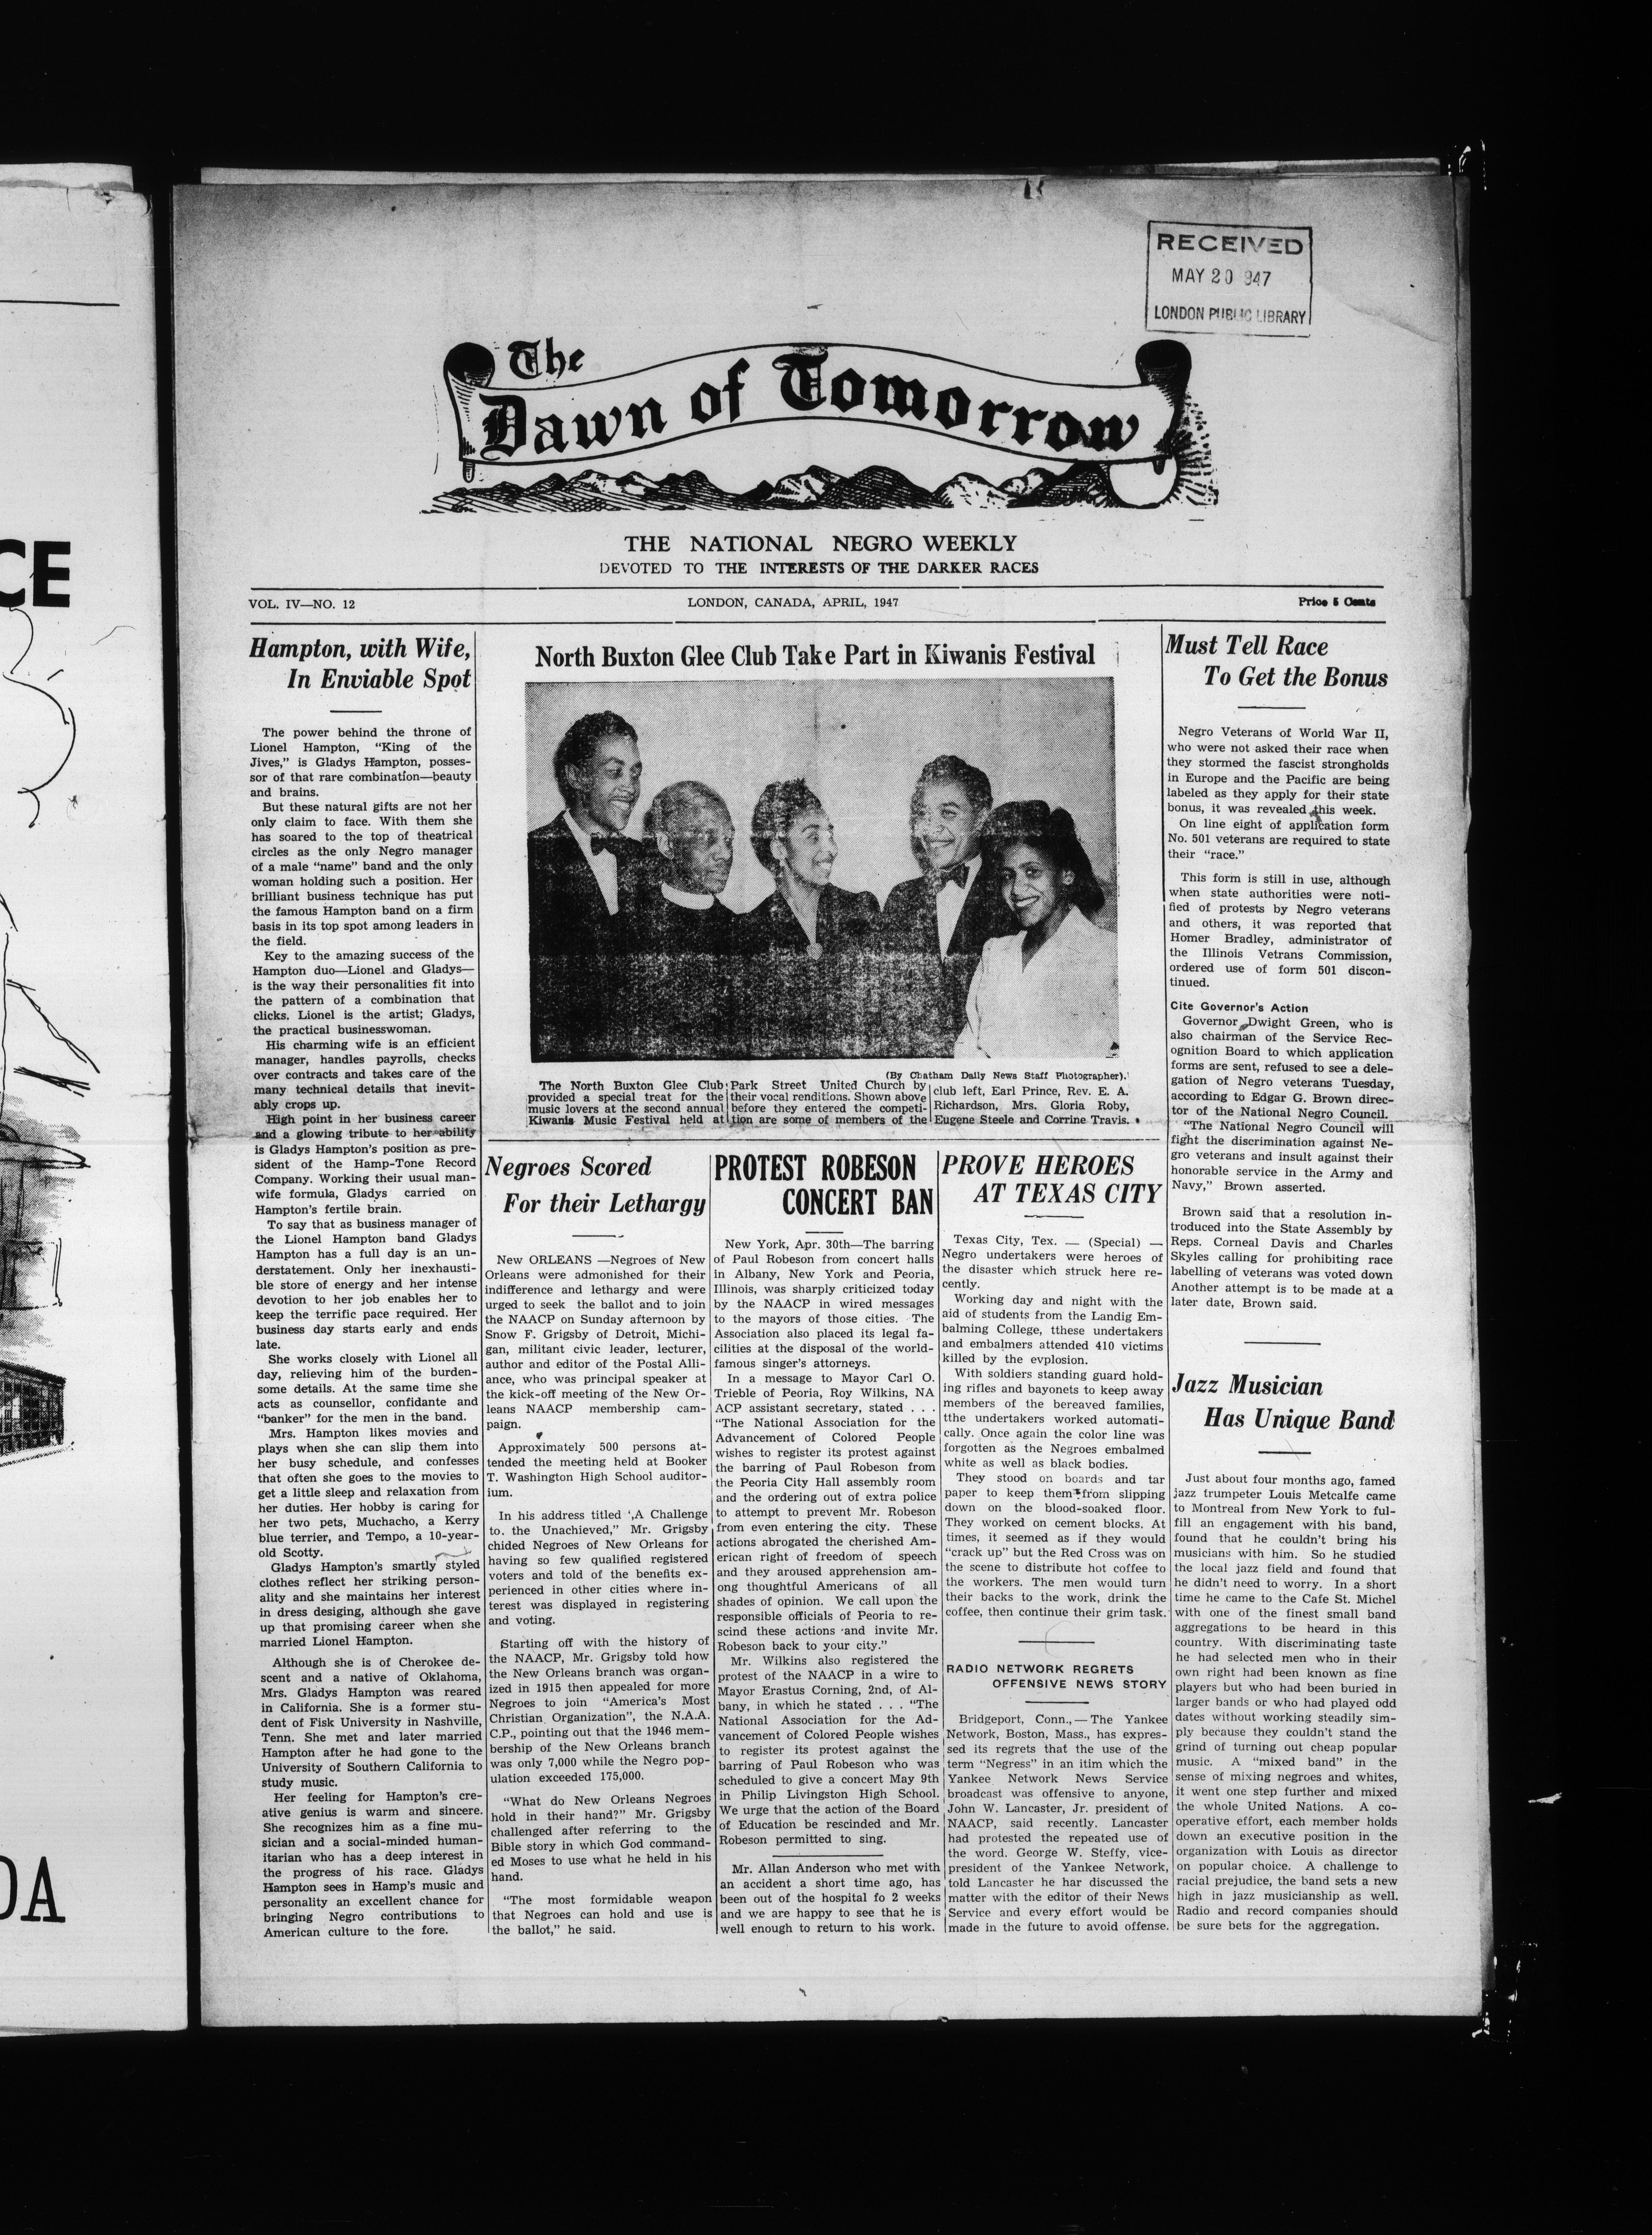 CE
DA
RECEIVED
MAY 20 947
LONDON PUBLIC LIBRARY
The
Dawn of Tomorrow
THE NATIONAL NEGRO WEEKLY
DEVOTED TO THE INTERESTS OF THE DARKER RACES
VOL. IV—NO. 12
LONDON, CANADA, APRIL, 1947
Price 5 Cents
Hampton, with Wife,
In Enviable Spot
The power behind the throne of
Lionel Hampton, “King of the
Jives,” is Gladys Hampton, posses-
sor of that rare combination—beauty
and brains.
But these natural gifts are not her
only claim to face. With them she
has soared to the top of theatrical
circles as the only Negro manager
of a male “name” band and the only
woman holding such a position. Her
brilliant business technique has put
the famous Hampton band on a firm
basis in its top spot among leaders in
the field.
Key to the amazing success of the
Hampton duo—Lionel and Gladys—
is the way their personalities fit into
the pattern of a combination that
clicks. Lionel is the artist; Gladys,
the practical businesswoman.
His charming wife is an efficient
manager, handles payrolls, checks
over contracts and takes care of the
many technical details that inevit-
ably crops up.
High point in her business career
and a glowing tribute to her ability
is Gladys Hampton's position as pre-
sident of the Hamp-Tone Record
Company. Working their usual man-
wife formula, Gladys carried on
Hampton's fertile brain.
To say that as business manager of
the Lionel Hampton band Gladys
Hampton has a full day is an un-
derstatement. Only her inexhausti-
ble store of energy and her intense
devotion to her job enables her to
keep the terrific pace required. Her
business day starts early and ends
late.
She works closely with Lionel all
day, relieving him of the burden-
some details. At the same time she
acts as counsellor, confidante and
“banker” for the men in the band.
Mrs. Hampton likes movies and
plays when she can slip them into
her busy schedule, and confesses
that often she goes to the movies to
get a little sleep and relaxation from
her duties. Her hobby is caring for
her two pets, Muchacho, a Kerry
blue terrier, and Tempo, a 10-year-
old Scotty.
Gladys Hampton's smartly styled
clothes reflect her striking person-
ality and she maintains her interest
in dress desiging, although she gave
up that promising career when she
married Lionel Hampton.
Although she is of Cherokee de-
scent and a native of Oklahoma,
Mrs. Gladys Hampton was reared
in California. She is a former stu-
dent of Fisk University in Nashville,
Tenn. She met and later married
Hampton after he had gone to the
University of Southern California to
study music.
Her feeling for Hampton's cre-
ative genius is warm and sincere.
She recognizes him as a fine mu-
sician and a social-minded human-
itarian who has a deep interest in
the progress of his race. Gladys
Hampton sees in Hamp's music and
personality an excellent chance for
bringing Negro contributions to
American culture to the fore.
North Buxton Glee Club Take Part in Kiwanis Festival
(By Chatham Daily News Staff Photographer).
The North Buxton Glee Club
provided a special treat for the
music lovers at the second annual
Kiwanis Music Festival held at
Park Street United Church by
their vocal renditions. Shown above
before they entered the competi-
tion are some of members of the
club left, Earl Prince, Rev. E. A.
Richardson, Mrs. Gloria Roby,
Eugene Steele and Corrine Travis.
Negroes Scored
For their Lethargy
New ORLEANS —Negroes of New
Orleans were admonished for their
indifference and lethargy and were
urged to seek the ballot and to join
the NAACP on Sunday afternoon by
Snow F. Grigsby of Detroit, Michi-
gan, militant civic leader, lecturer,
author and editor of the Postal Alli-
ance, who was principal speaker at
the kick-off meeting of the New Or-
leans NAACP membership cam-
paign.
Approximately 500 persons at-
tended the meeting held at Booker
T. Washington High School auditor-
ium.
In his address titled ‘,A Challenge
to the Unachieved,” Mr. Grigsby
chided Negroes of New Orleans for
having so few qualified registered
voters and told of the benefits ex-
perienced in other cities where in-
terest was displayed in registering
and voting.
Starting off with the history of
the NAACP, Mr. Grigsby told how
the New Orleans branch was organ-
ized in 1915 then appealed for more
Negroes to join “America's Most
Christian Organization”, the N.A.A.
C.P., pointing out that the 1946 mem-
bership of the New Orleans branch
was only 7,000 while the Negro pop-
ulation exceeded 175,000.
“What do New Orleans Negroes
hold in their hand?” Mr. Grigsby
challenged after referring to the
Bible story in which God command-
ed Moses to use what he held in his
hand.
“The most formidable weapon
that Negroes can hold and use is
the ballot,” he said.
PROTEST ROBESON
CONCERT BAN
New York, Apr. 30th—The barring
of Paul Robeson from concert halls
in Albany, New York and Peoria,
Illinois, was sharply criticized today
by the NAACP in wired messages
to the mayors of those cities. The
Association also placed its legal fa-
cilities at the disposal of the world-
famous singer's attorneys.
In a message to Mayor Carl O.
Trieble of Peoria, Roy Wilkins, NA
ACP assistant secretary, stated . . .
“The National Association for the
Advancement of Colored People
wishes to register its protest against
the barring of Paul Robeson from
the Peoria City Hall assembly room
and the ordering out of extra police
to attempt to prevent Mr. Robeson
from even entering the city. These
actions abrogated the cherished Am-
erican right of freedom of speech
and they aroused apprehension am-
ong thoughtful Americans of all
shades of opinion. We call upon the
responsible officials of Peoria to re-
scind these actions and invite Mr.
Robeson back to your city.”
Mr. Wilkins also registered the
protest of the NAACP in a wire to
Mayor Erastus Corning, 2nd, of Al-
bany, in which he stated . . . “The
National Association for the Ad-
vancement of Colored People wishes
to register its protest against the
barring of Paul Robeson who was
scheduled to give a concert May 9th
in Philip Livingston High School.
We urge that the action of the Board
of Education be rescinded and Mr.
Robeson permitted to sing.
Mr. Allan Anderson who met with
an accident a short time ago, has
been out of the hospital fo 2 weeks
and we are happy to see that he is
well enough to return to his work.
PROVE HEROES
AT TEXAS CITY
Texas City, Tex. — (Special) —
Negro undertakers were heroes of
the disaster which struck here re-
cently.
Working day and night with the
aid of students from the Landig Em-
balming College, tthese undertakers
and embalmers attended 410 victims
killed by the evplosion.
With soldiers standing guard hold-
ing rifles and bayonets to keep away
members of the bereaved families,
tthe undertakers worked automati-
cally. Once again the color line was
forgotten as the Negroes embalmed
white as well as black bodies.
They stood on boards and tar
paper to keep them from slipping
down on the blood-soaked floor.
They worked on cement blocks. At
times, it seemed as if they would
“crack up” but the Red Cross was on
the scene to distribute hot coffee to
the workers. The men would turn
their backs to the work, drink the
coffee, then continue their grim task.
RADIO NETWORK REGRETS
OFFENSIVE NEWS STORY
Bridgeport, Conn.,—The Yankee
Network, Boston, Mass., has expres-
sed its regrets that the use of the
term “Negress” in an itim which the
Yankee Network News Service
broadcast was offensive to anyone,
John W. Lancaster, Jr. president of
NAACP, said recently. Lancaster
had protested the repeated use of
the word. George W. Steffy, vice-
president of the Yankee Network,
told Lancaster he har discussed the
matter with the editor of their News
Service and every effort would be
made in the future to avoid offense.
Must Tell Race
To Get the Bonus
Negro Veterans of World War II,
who were not asked their race when
they stormed the fascist strongholds
in Europe and the Pacific are being
labeled as they apply for their state
bonus, it was revealed this week.
On line eight of application form
No. 501 veterans are required to state
their “race.”
This form is still in use, although
when state authorities were noti-
fied of protests by Negro veterans
and others, it was reported that
Homer Bradley, administrator of
the Illinois Vetrans Commission,
ordered use of form 501 discon-
tinued.
Cite Governor's Action
Governor Dwight Green, who is
also chairman of the Service Rec-
ognition Board to which application
forms are sent, refused to see a dele-
gation of Negro veterans Tuesday,
according to Edgar G. Brown direc-
tor of the National Negro Council.
“The National Negro Council will
fight the discrimination against Ne-
gro veterans and insult against their
honorable service in the Army and
Navy,” Brown asserted.
Brown said that a resolution in-
troduced into the State Assembly by
Reps. Corneal Davis and Charles
Skyles calling for prohibiting race
labelling of veterans was voted down
Another attempt is to be made at a
later date, Brown said.
Jazz Musician
Has Unique Band
Just about four months ago, famed
jazz trumpeter Louis Metcalfe came
to Montreal from New York to ful-
fill an engagement with his band,
found that he couldn't bring his
musicians with him. So he studied
the local jazz field and found that
he didn't need to worry. In a short
time he came to the Cafe St. Michel
with one of the finest small band
aggregations to be heard in this
country. With discriminating taste
he had selected men who in their
own right had been known as fine
players but who had been buried in
larger bands or who had played odd
dates without working steadily sim-
ply because they couldn't stand the
grind of turning out cheap popular
music. A “mixed band” in the
sense of mixing negroes and whites,
it went one step further and mixed
the whole United Nations. A co-
operative effort, each member holds
down an executive position in the
organization with Louis as director
on popular choice. A challenge to
racial prejudice, the band sets a new
high in jazz musicianship as well.
Radio and record companies should
be sure bets for the aggregation.